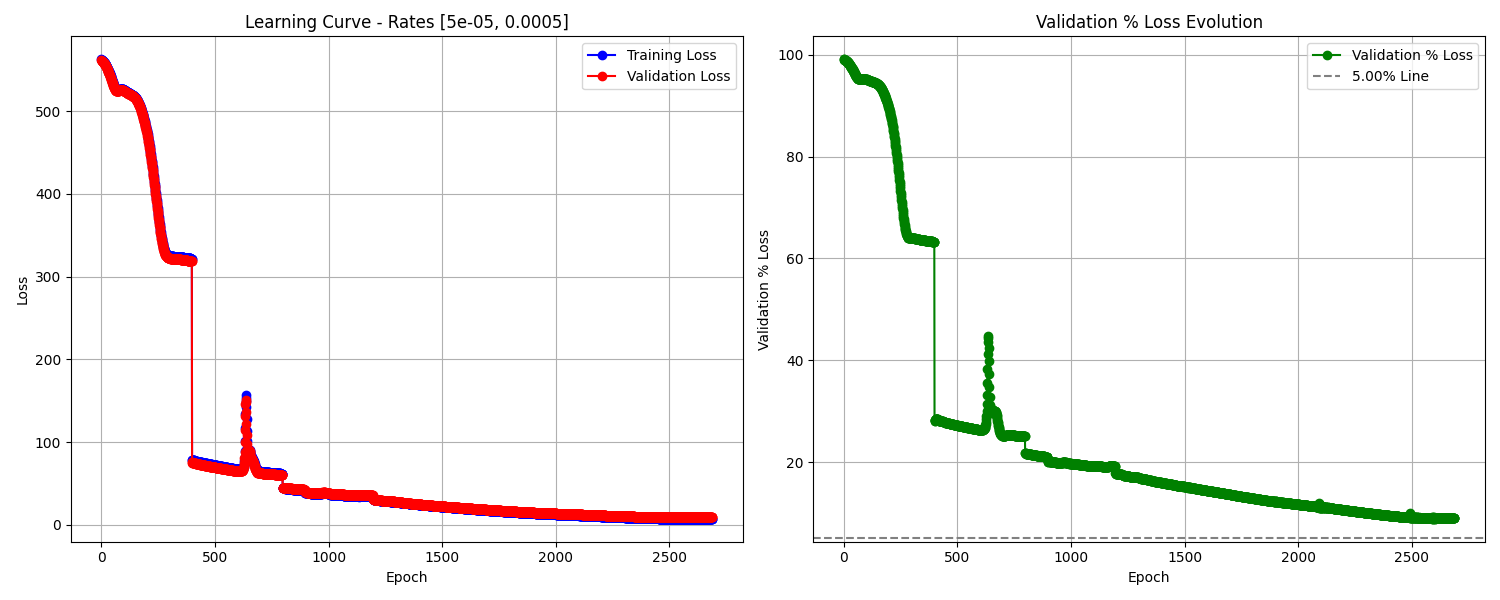 Learning Curve - Rates [5e-05, 0.0005]
Training Loss
Validation Loss
500
400
300
200
100
0
Loss
0
500
1000
1500
2000
2500
Epoch
Validation % Loss Evolution
Validation % Loss
5.00% Line
100
80
60
40
20
Validation % Loss
0
500
1000
1500
2000
2500
Epoch